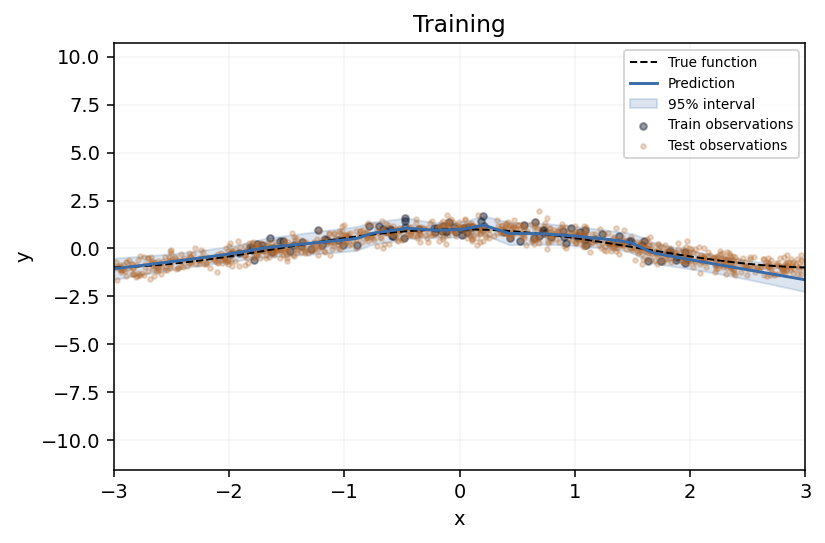 Training
True function
Prediction
95% interval
Train observations
Test observations
y
10.0
7.5
5.0
2.5
0.0
−2.5
−5.0
−7.5
−10.0
−3 −2 −1 0 1 2 3
x